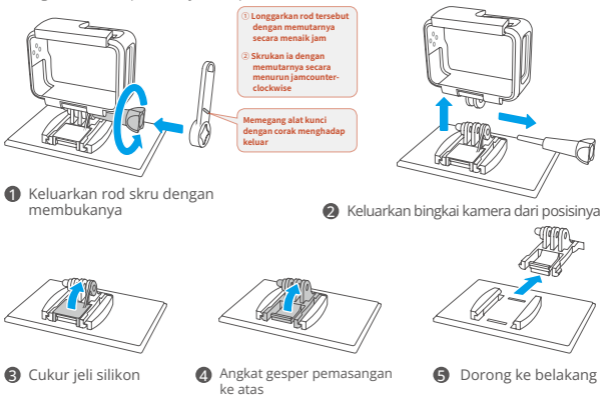 ① Longgarkan rod tersebut
dengan memutarnya
secara menaik jam
② Skrukan ia dengan
memutarnya secara
menurun jamcounter-
clockwise
Memegang alat kunci
dengan corak menghadap
keluar
1 Keluarkan rod skru dengan
membukanya
2 Keluarkan bingkai kamera dari posisinya
3 Cukur jeli silikon
4 Angkat gesper pemasangan
ke atas
5 Dorong ke belakang